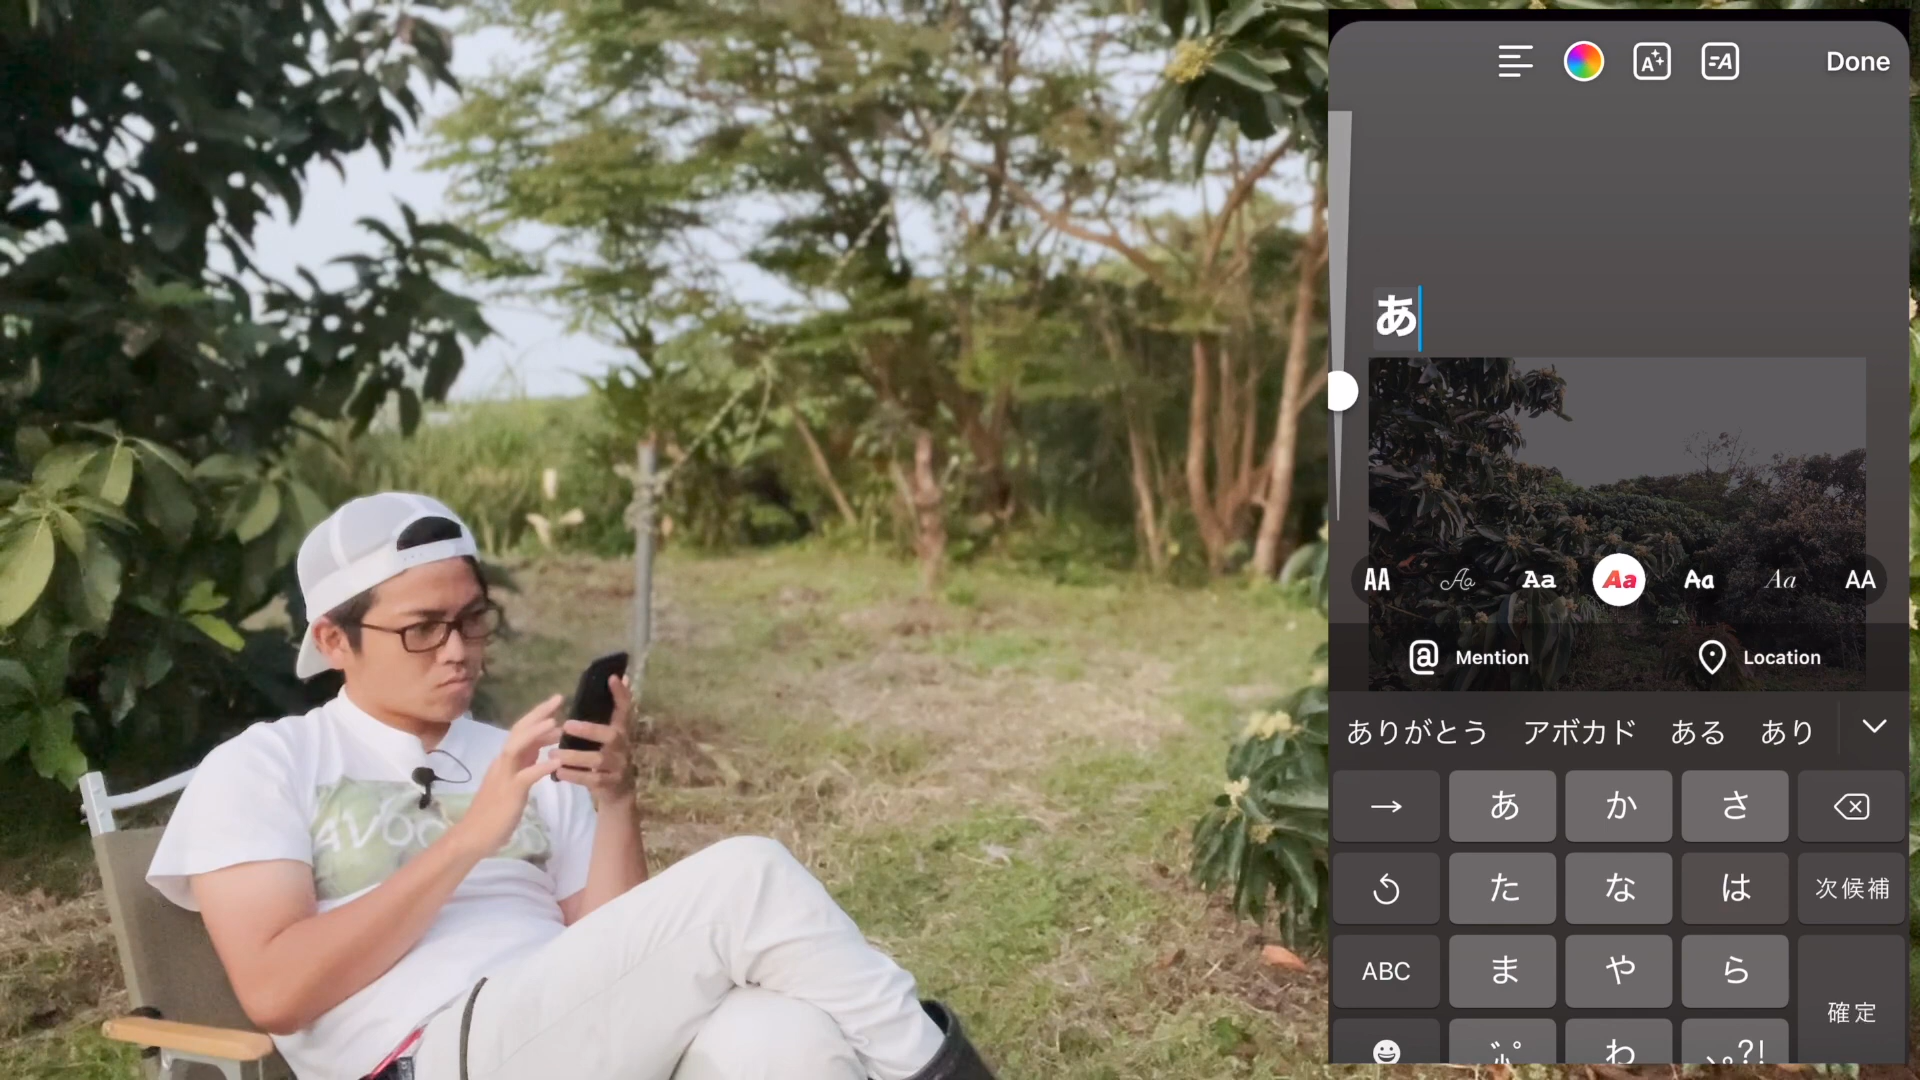 Done
あ
AA Aa Aa Aa Aa Aa AA
Mention
Location
ありがとう アボカド ある あり
→ あ か さ
た な は 次候補
ABC ま や ら
確定
わ 、。?!